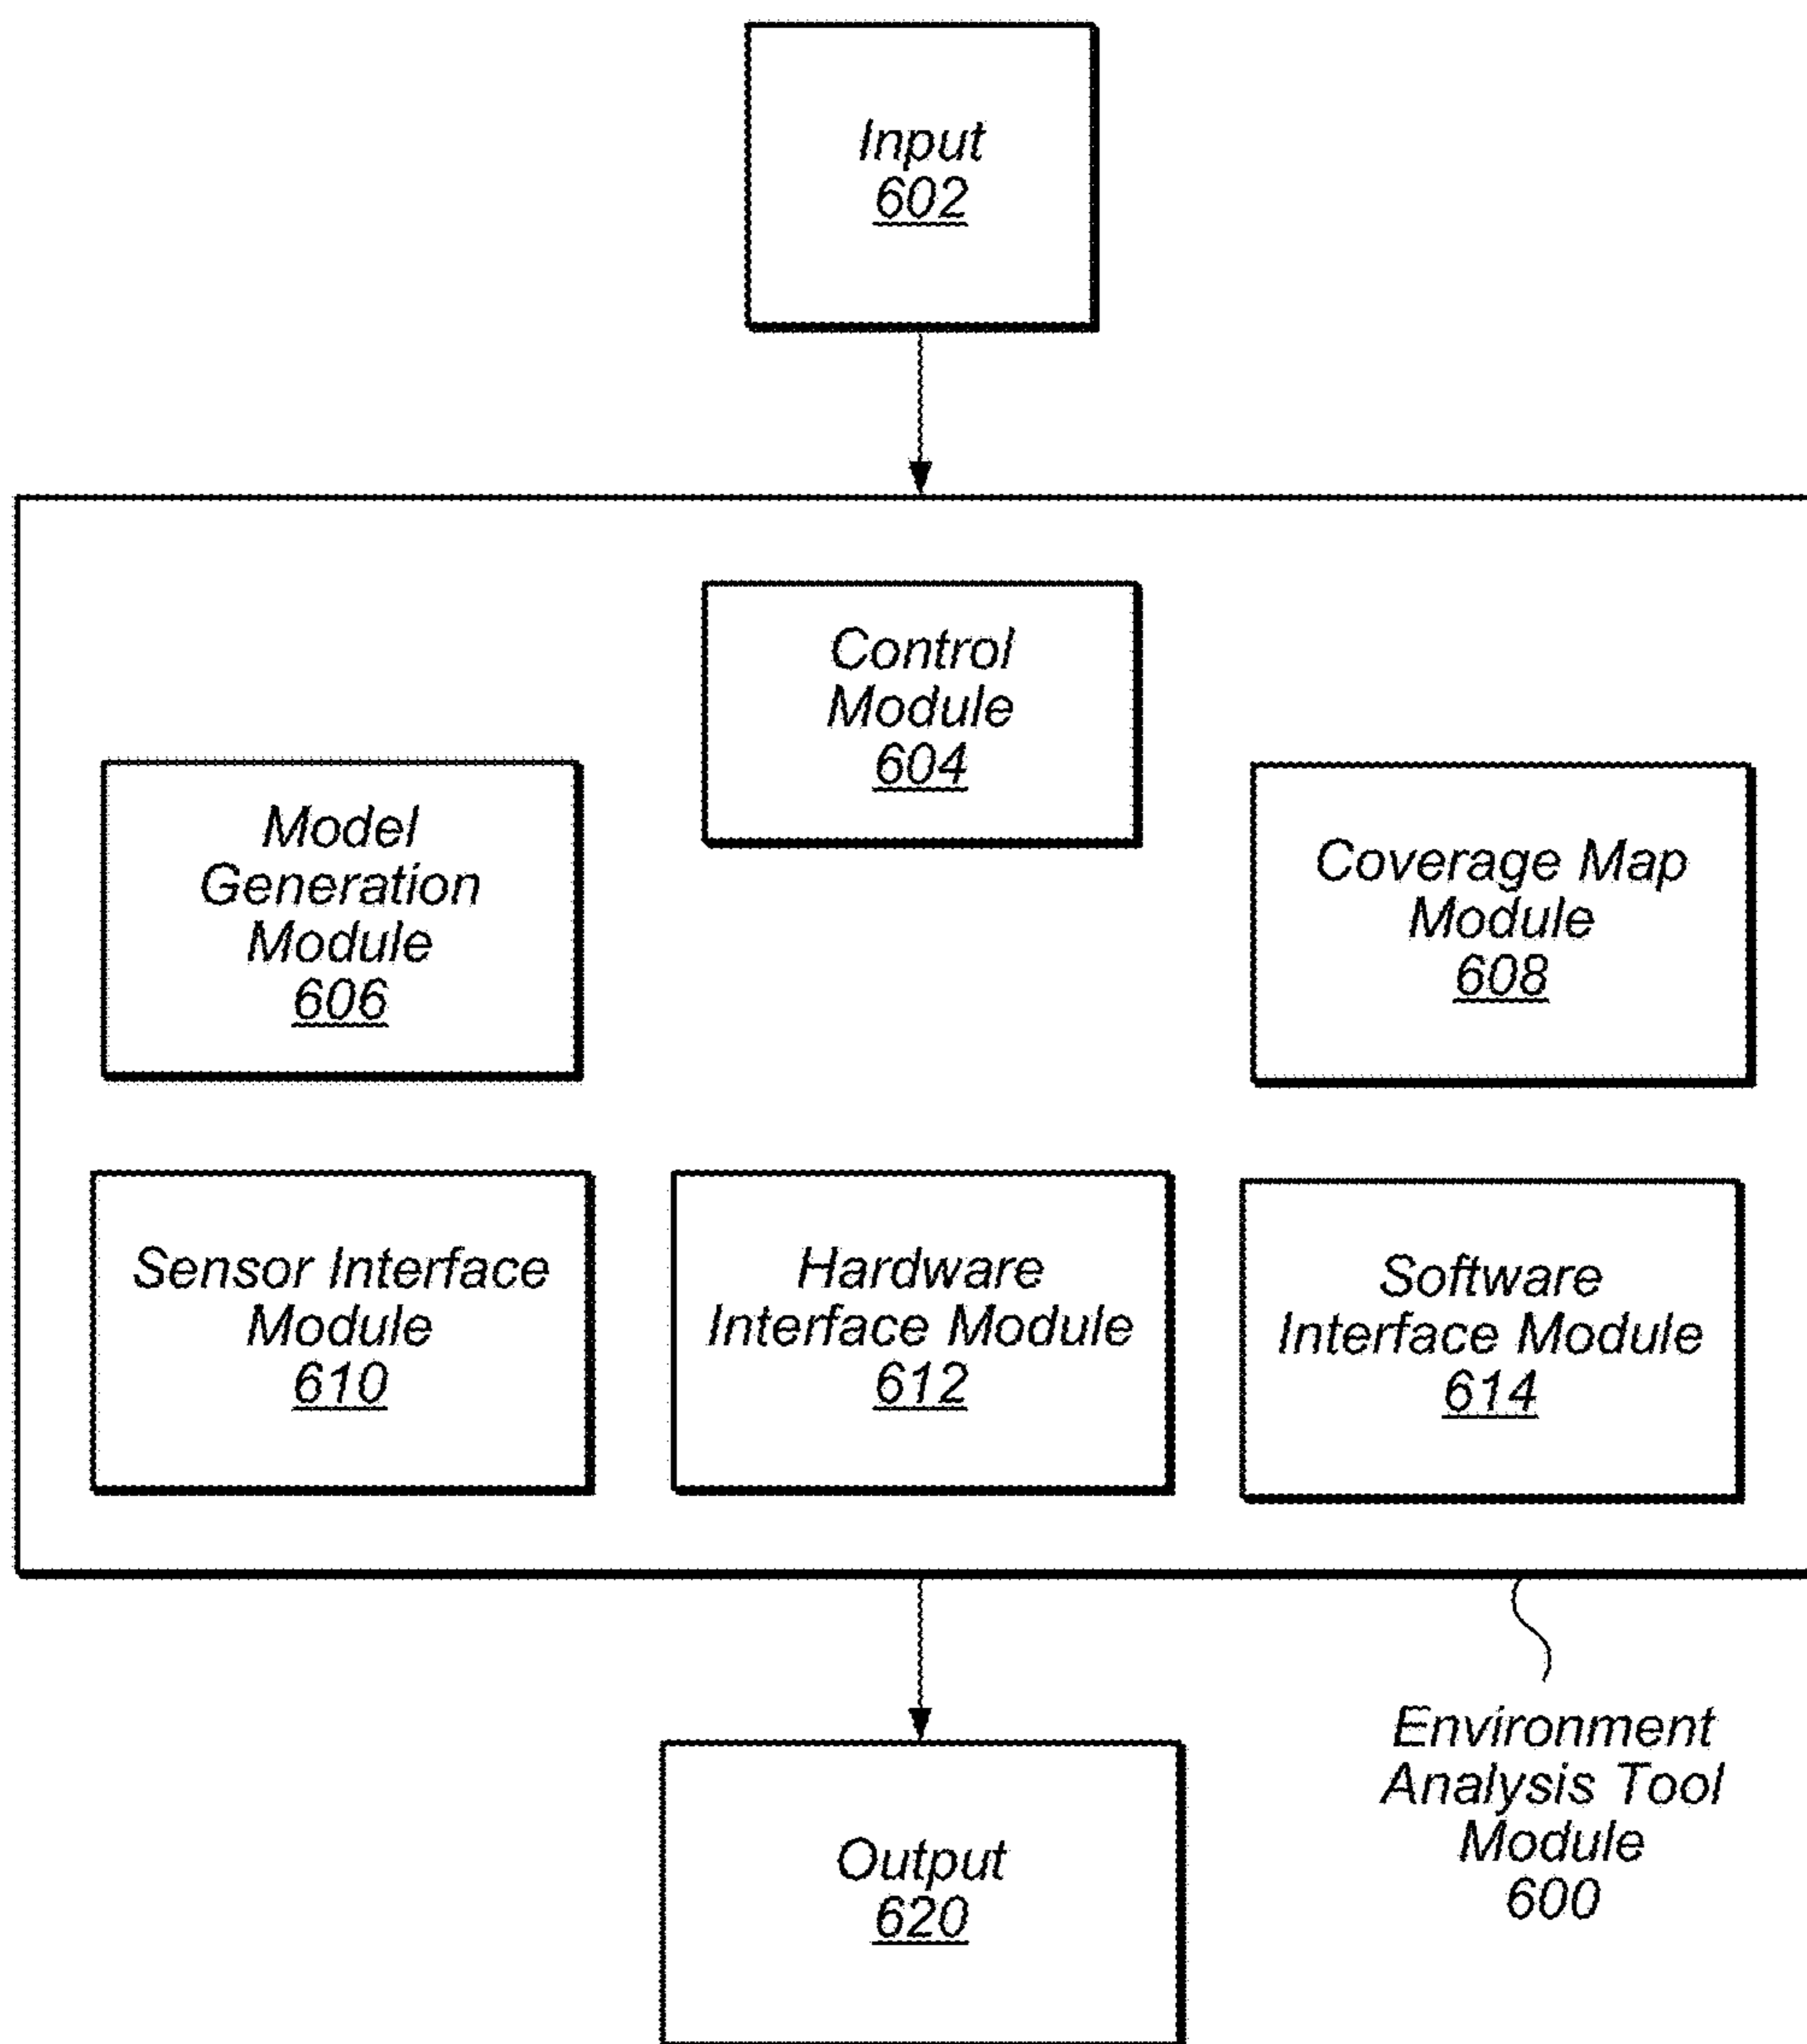 Input
602
Control
Module
604
Model
Generation
Module
606
Coverage Map
Module
608
Sensor Interface
Module
610
Hardware
Interface Module
612
Software
Interface Module
614
Environment
Analysis Tool
Module
600
Output
620